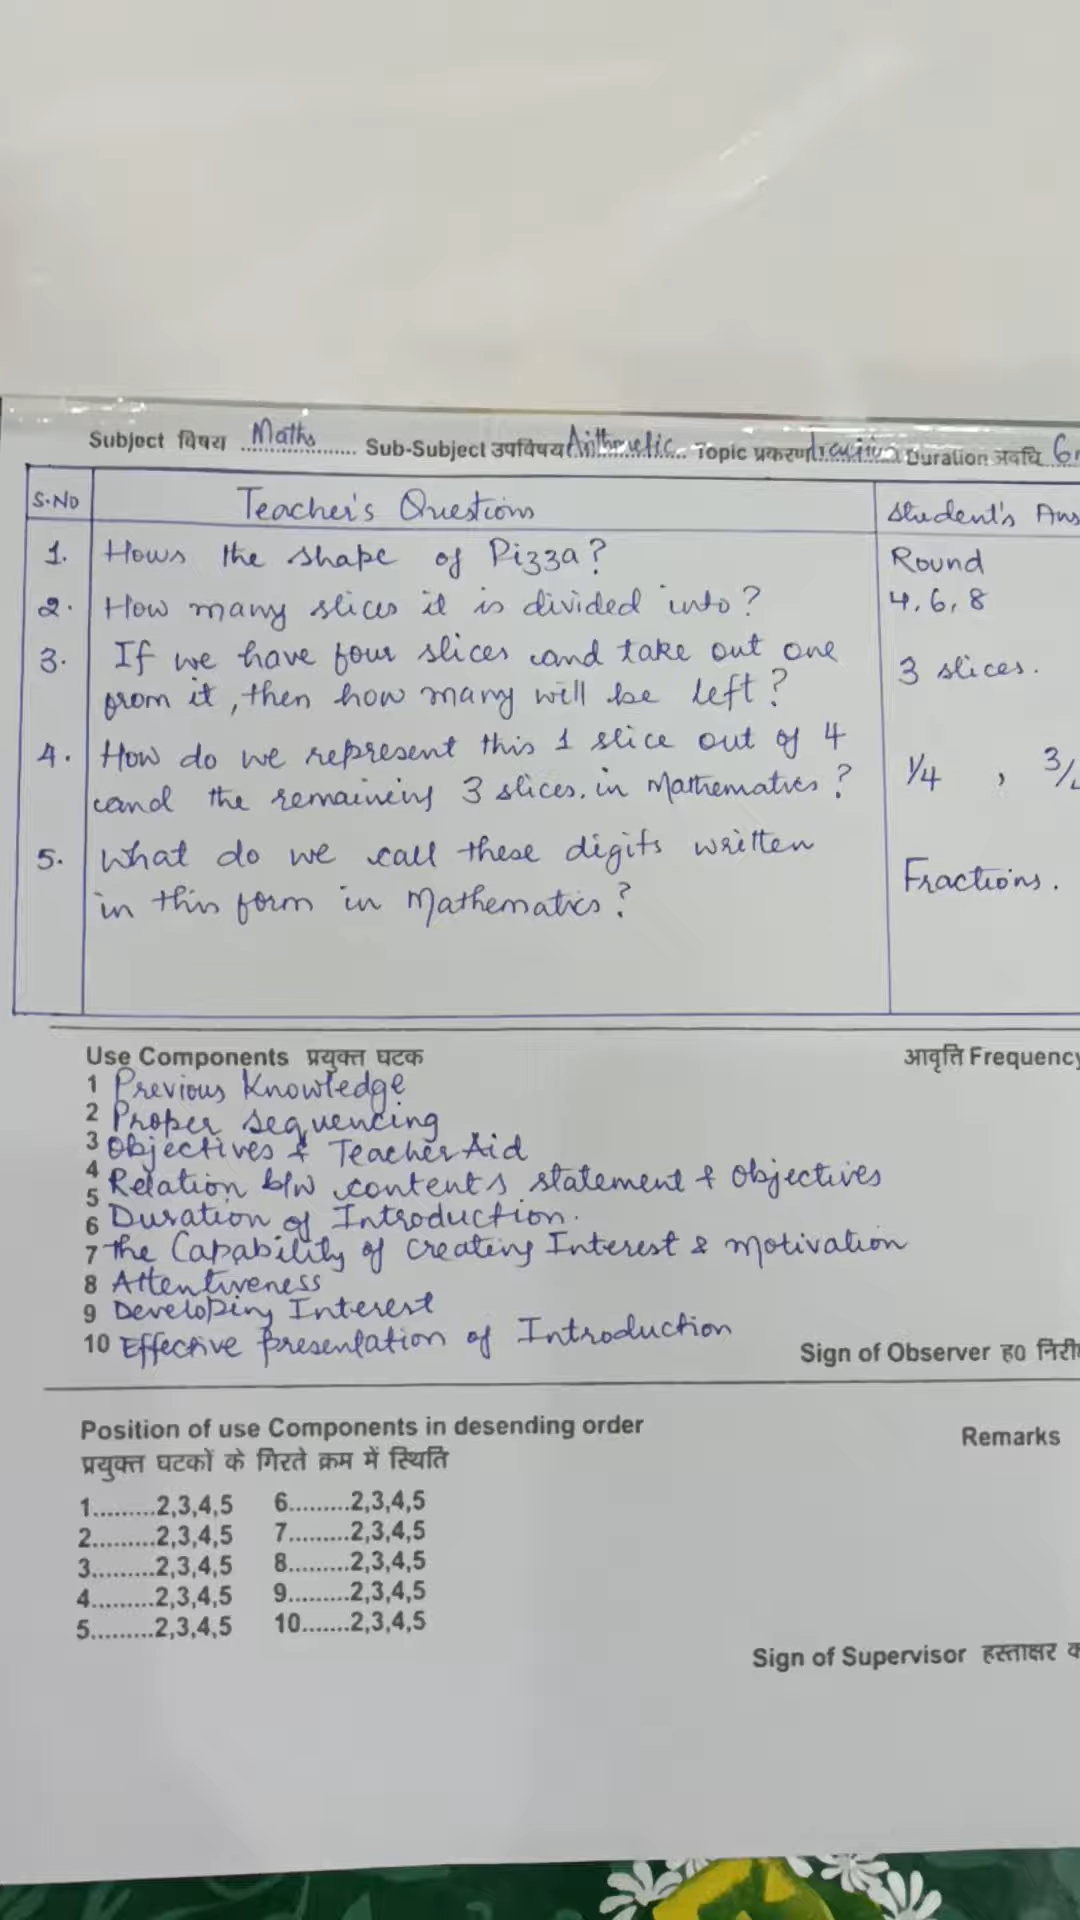 Subject विषय Maths Sub-Subject उपविषय Arithmetic Topic प्रकरण Duration अवधि
S.No Teacher's Questions Student's Ans
1. Hows the shape of Pizza? Round
2. How many slices it is divided into? 4, 6, 8
3. If we have four slices and take out one
from it, then how many will be left? 3 slices.
4. How do we represent this 1 slice out of 4
and the remaining 3 slices. in Mathematics? 1/4 ,
5. What do we call these digits written
in this form in Mathematics? Fractions.
Use Components प्रयुक्त घटक आवृत्ति Frequency
1 Previous Knowledge
2 Proper sequencing
3 Objectives & Teacher Aid
4 Relation b/w contents statement & Objectives
5
6 Duration of Introduction.
7 The Capability of Creating Interest & Motivation
8 Attentiveness
9 Developing Interest
10 Effective presentation of Introduction
Sign of Observer ह0
Position of use Components in desending order Remarks
प्रयुक्त घटकों के गिरते क्रम में स्थिति
1.........2,3,4,5 6.........2,3,4,5
2.........2,3,4,5 7.........2,3,4,5
3.........2,3,4,5 8.........2,3,4,5
4.........2,3,4,5 9.........2,3,4,5
5.........2,3,4,5 10.......2,3,4,5
Sign of Supervisor हस्ताक्षर